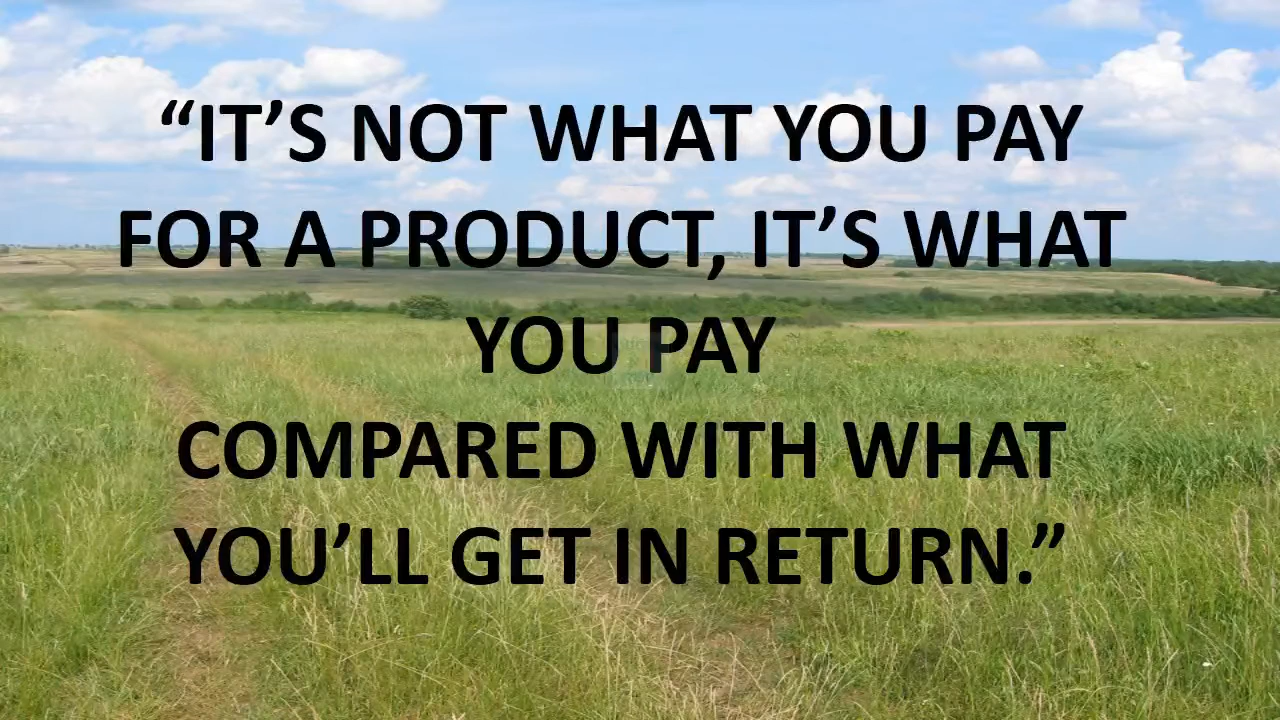 “IT’S NOT WHAT YOU PAY
FOR A PRODUCT, IT’S WHAT
YOU PAY
COMPARED WITH WHAT
YOU’LL GET IN RETURN.”